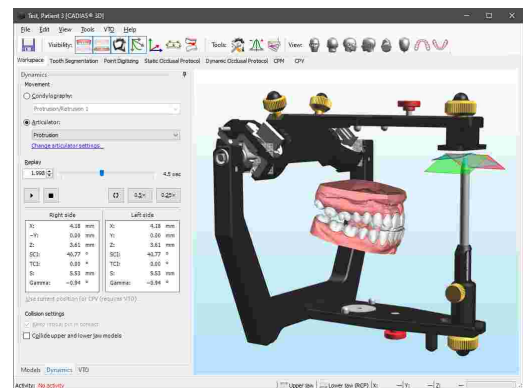 Test, Patient 3 [CADIAS® 3D]
File Edit View Tools VTO Help
Visibility: Tools: View:
Workspace Tooth Segmentation Point Digitising Static Occlusal Protocol Dynamic Occlusal Protocol CPM CPV
Dynamics
Movement
Condylography:
Protrusion/Retrusion 1
Articulator:
Protrusion
Change articulator settings...
Replay
1.998 4.5 sec
0.5× 0.25×
Right side Left side
X: 4.18 mm X: 4.18 mm
-Y: 0.00 mm Y: 0.00 mm
Z: 3.61 mm Z: 3.61 mm
SCI: 40.77 ° SCI: 40.77 °
TCI: 0.00 ° TCI: 0.00 °
S: 5.53 mm S: 5.53 mm
Gamma: -0.94 ° Gamma: -0.94 °
Use current position for CPV (requires VTO)
Collision settings
Keep incisal pin in contact
Collide upper and lower jaw models
Models Dynamics VTO
Activity: No activity Upper jaw Lower jaw (RCP) X: — Y: — Z: —